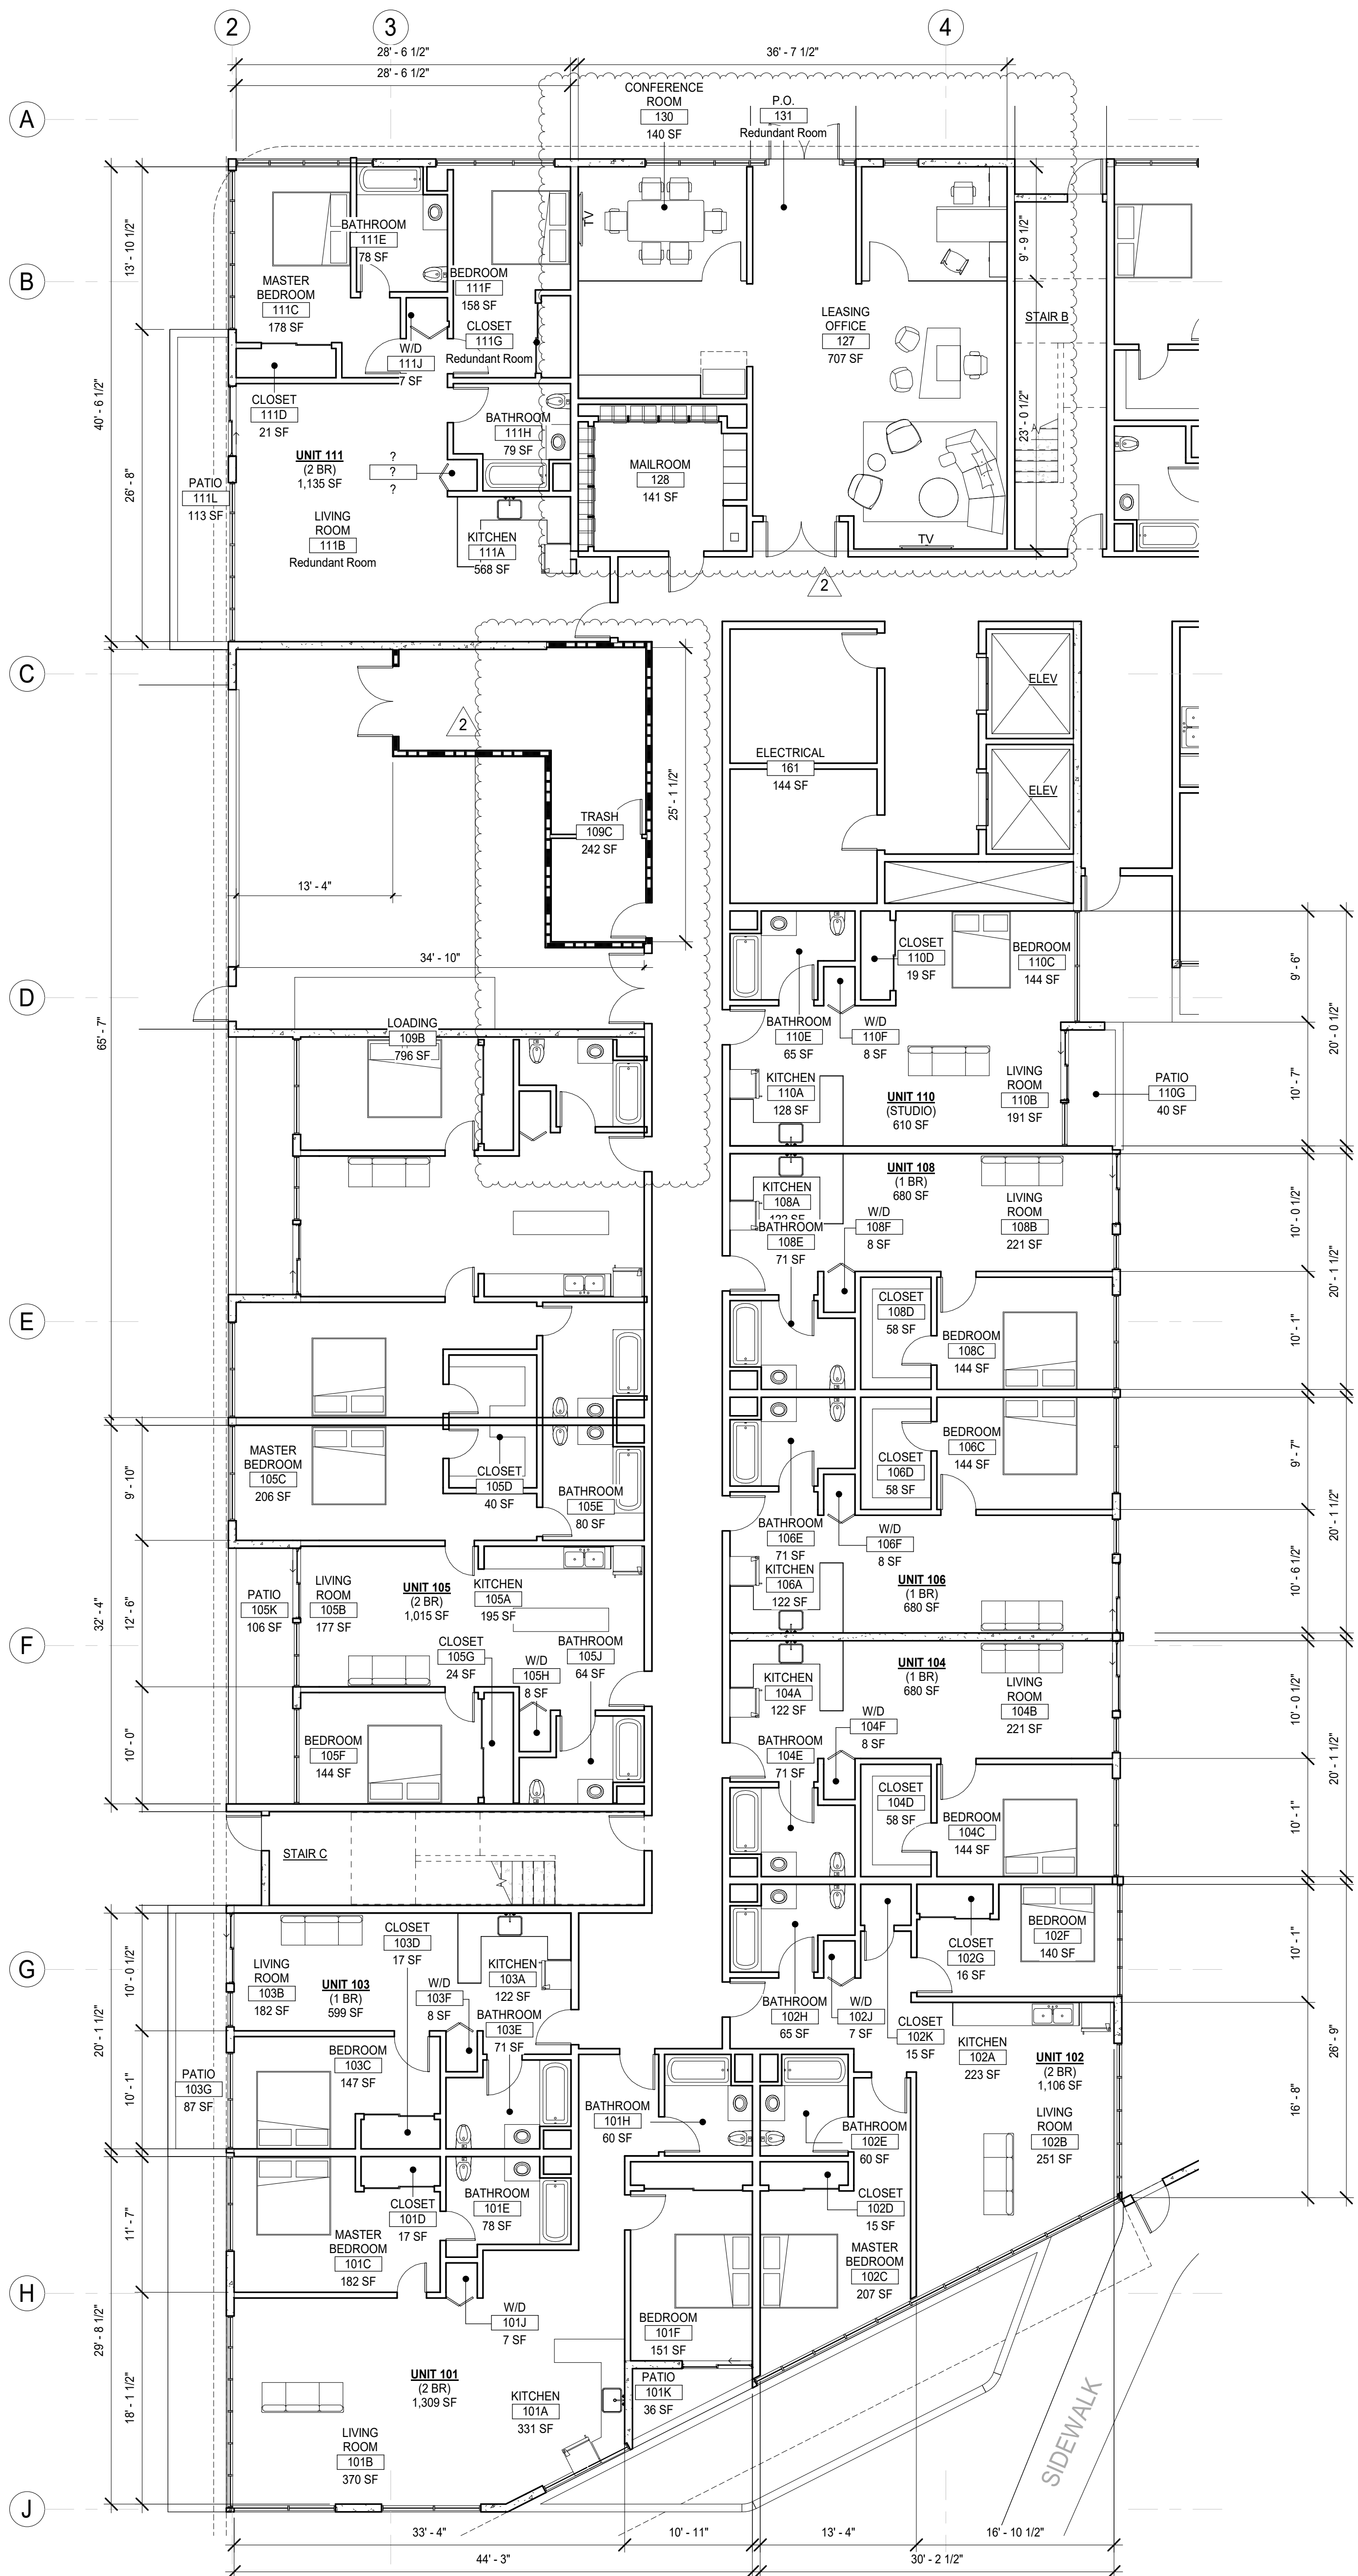 2
3
4
28' - 6 1/2"
36' - 7 1/2"
28' - 6 1/2"
A
CONFERENCE
ROOM
130
140 SF
P.O.
131
Redundant Room
TV
13' - 10 1/2"
9' - 9 1/2"
BATHROOM
111E
78 SF
B
MASTER
BEDROOM
111C
178 SF
BEDROOM
111F
158 SF
CLOSET
111G
Redundant Room
W/D
111J
7 SF
LEASING
OFFICE
127
707 SF
STAIR B
40' - 6 1/2"
CLOSET
111D
21 SF
BATHROOM
111H
79 SF
23' - 0 1/2"
UNIT 111
(2 BR)
1,135 SF
?
?
?
MAILROOM
128
141 SF
26' - 8"
PATIO
111L
113 SF
LIVING
ROOM
111B
Redundant Room
KITCHEN
111A
568 SF
TV
2
C
ELEV
2
ELECTRICAL
161
144 SF
ELEV
25' - 1 1/2"
TRASH
109C
242 SF
13' - 4"
34' - 10"
D
CLOSET
110D
19 SF
BEDROOM
110C
144 SF
9' - 6"
20' - 0 1/2"
65' - 7"
LOADING
109B
796 SF
BATHROOM
110E
65 SF
W/D
110F
8 SF
KITCHEN
110A
128 SF
UNIT 110
(STUDIO)
610 SF
LIVING
ROOM
110B
191 SF
PATIO
110G
40 SF
10' - 7"
UNIT 108
(1 BR)
680 SF
KITCHEN
108A
122 SF
BATHROOM
108E
71 SF
W/D
108F
8 SF
LIVING
ROOM
108B
221 SF
10' - 0 1/2"
20' - 1 1/2"
E
CLOSET
108D
58 SF
BEDROOM
108C
144 SF
10' - 1"
MASTER
BEDROOM
105C
206 SF
CLOSET
105D
40 SF
BATHROOM
105E
80 SF
9' - 10"
CLOSET
106D
58 SF
BEDROOM
106C
144 SF
9' - 7"
20' - 1 1/2"
BATHROOM
106E
71 SF
W/D
106F
8 SF
KITCHEN
106A
122 SF
UNIT 106
(1 BR)
680 SF
10' - 6 1/2"
32' - 4"
12' - 6"
PATIO
105K
106 SF
LIVING
ROOM
105B
177 SF
UNIT 105
(2 BR)
1,015 SF
KITCHEN
105A
195 SF
F
CLOSET
105G
24 SF
W/D
105H
8 SF
BATHROOM
105J
64 SF
KITCHEN
104A
122 SF
UNIT 104
(1 BR)
680 SF
LIVING
ROOM
104B
221 SF
10' - 0 1/2"
20' - 1 1/2"
10' - 0"
BEDROOM
105F
144 SF
BATHROOM
104E
71 SF
W/D
104F
8 SF
CLOSET
104D
58 SF
BEDROOM
104C
144 SF
10' - 1"
STAIR C
G
10' - 0 1/2"
20' - 1 1/2"
LIVING
ROOM
103B
182 SF
UNIT 103
(1 BR)
599 SF
CLOSET
103D
17 SF
W/D
103F
8 SF
KITCHEN
103A
122 SF
BATHROOM
103E
71 SF
BEDROOM
102F
140 SF
CLOSET
102G
16 SF
10' - 1"
26' - 9"
BATHROOM
102H
65 SF
W/D
102J
7 SF
CLOSET
102K
15 SF
KITCHEN
102A
223 SF
UNIT 102
(2 BR)
1,106 SF
PATIO
103G
87 SF
BEDROOM
103C
147 SF
10' - 1"
BATHROOM
101H
60 SF
BATHROOM
102E
60 SF
LIVING
ROOM
102B
251 SF
16' - 8"
11' - 7"
CLOSET
101D
17 SF
BATHROOM
101E
78 SF
CLOSET
102D
15 SF
MASTER
BEDROOM
101C
182 SF
MASTER
BEDROOM
102C
207 SF
H
W/D
101J
7 SF
BEDROOM
101F
151 SF
29' - 8 1/2"
18' - 1 1/2"
UNIT 101
(2 BR)
1,309 SF
KITCHEN
101A
331 SF
PATIO
101K
36 SF
LIVING
ROOM
101B
370 SF
SIDEWALK
J
33' - 4"
10' - 11"
13' - 4"
16' - 10 1/2"
44' - 3"
30' - 2 1/2"